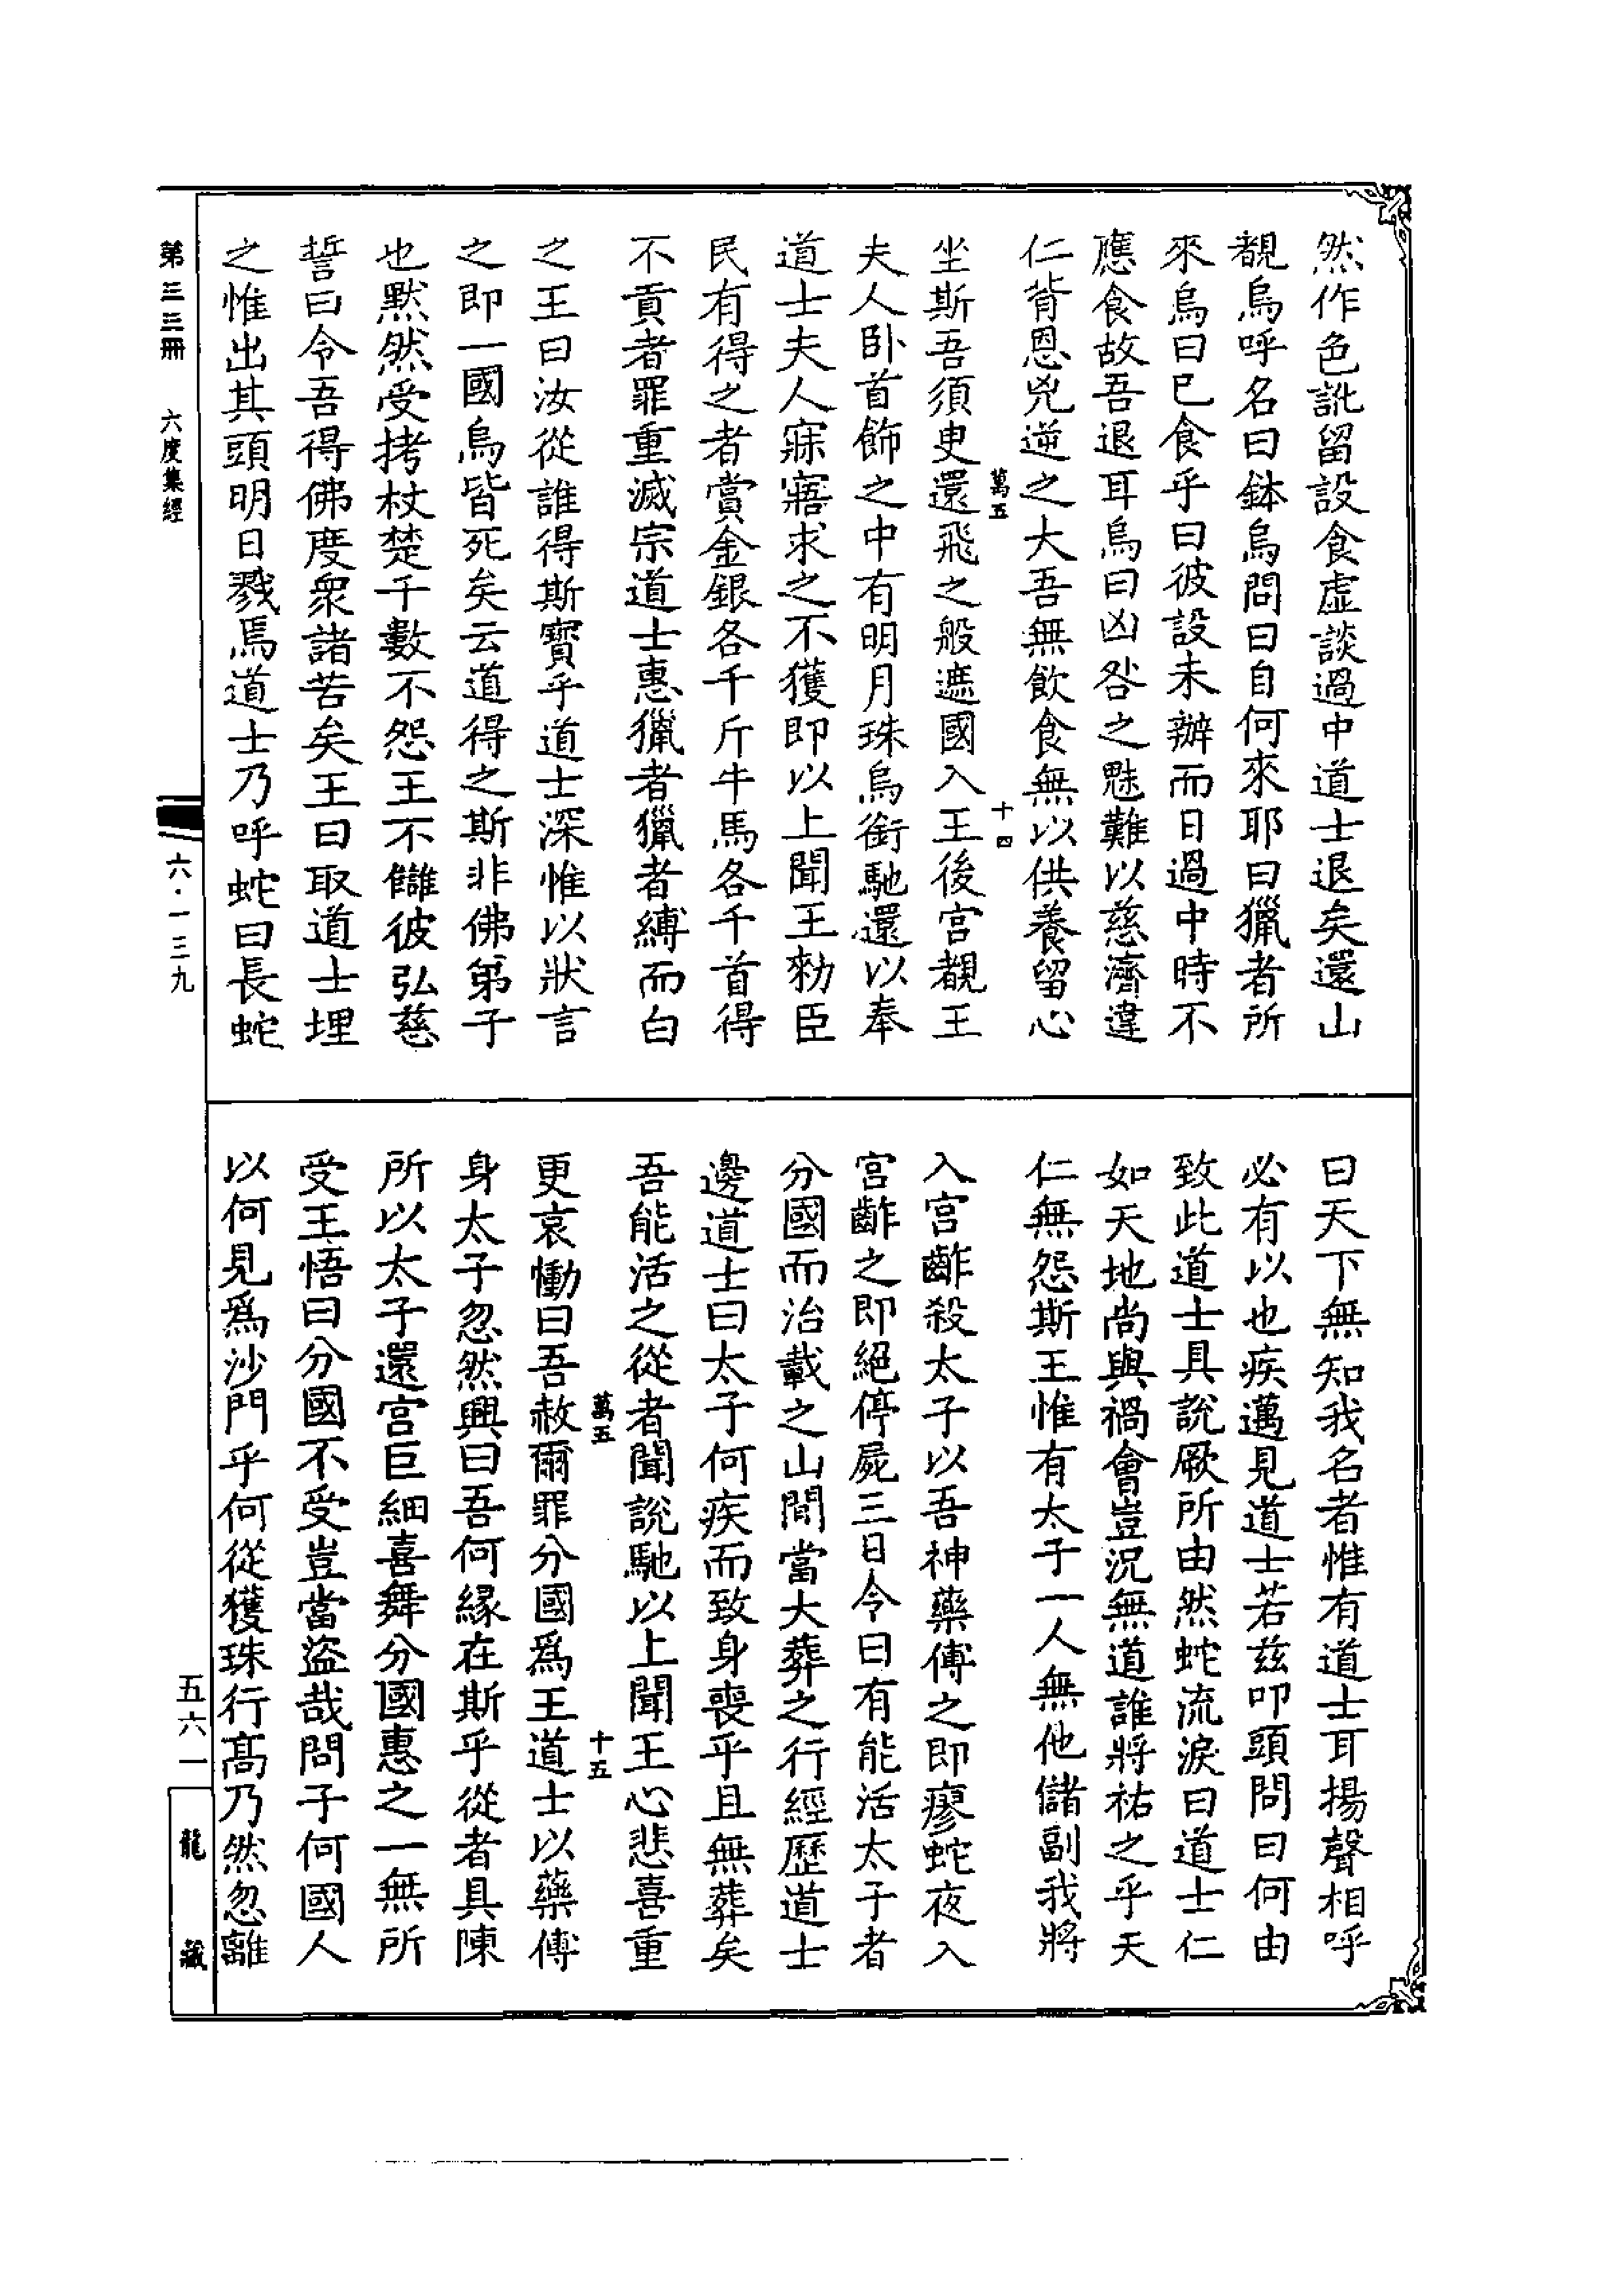 然作色訛留設食虛談過中道士退矣還山
覩烏呼名曰鉢烏問曰自何來耶曰獵者所
來烏曰已食乎曰彼設未辦而日過中時不
應食故吾退耳烏曰凶咎之魅難以慈濟違
仁背恩兇逆之大吾無飲食無以供養留心
萬五 十四
坐斯吾須史還飛之般遮國入王後宮覩王
夫人卧首飾之中有明月珠烏銜馳還以奉
道士夫人寐寤求之不獲即以上聞王勑臣
民有得之者賞金銀各千斤牛馬各千首得
不貢者罪重滅宗道士惠獵者獵者縛而白
之王曰汝從誰得斯寶乎道士深惟以狀言
之即一國烏皆死矣云道得之斯非佛第子
也默然受拷杖楚千數不怨王不讎彼弘慈
誓曰令吾得佛度衆諸苦矣王曰取道士埋
之惟出其頭明日戮焉道士乃呼蛇曰長蛇
曰天下無知我名者惟有道士耳揚聲相呼
必有以也疾邁見道士若兹叩頭問曰何由
致此道士具說厥所由然蛇流淚曰道士仁
如天地尚與禍會豈況無道誰將祐之乎天
仁無怨斯王惟有太子一人無他儲副我將
入宮齚殺太子以吾神藥傅之即瘳蛇夜入
宮齚之即絕停屍三日令曰有能活太子者
分國而治載之山間當大葬之行經歷道士
邊道士曰太子何疾而致身喪乎且無葬矣
吾能活之從者聞說馳以上聞王心悲喜重
萬五 十五
更哀慟曰吾赦爾罪分國爲王道士以藥傅
身太子忽然興曰吾何緣在斯乎從者具陳
所以太子還宮巨細喜舞分國惠之一無所
受王悟曰分國不受豈當盜哉問子何國人
以何見爲沙門乎何從獲珠行高乃然忽離
第三三冊 六度集經
六·一三九
五六一
龍藏